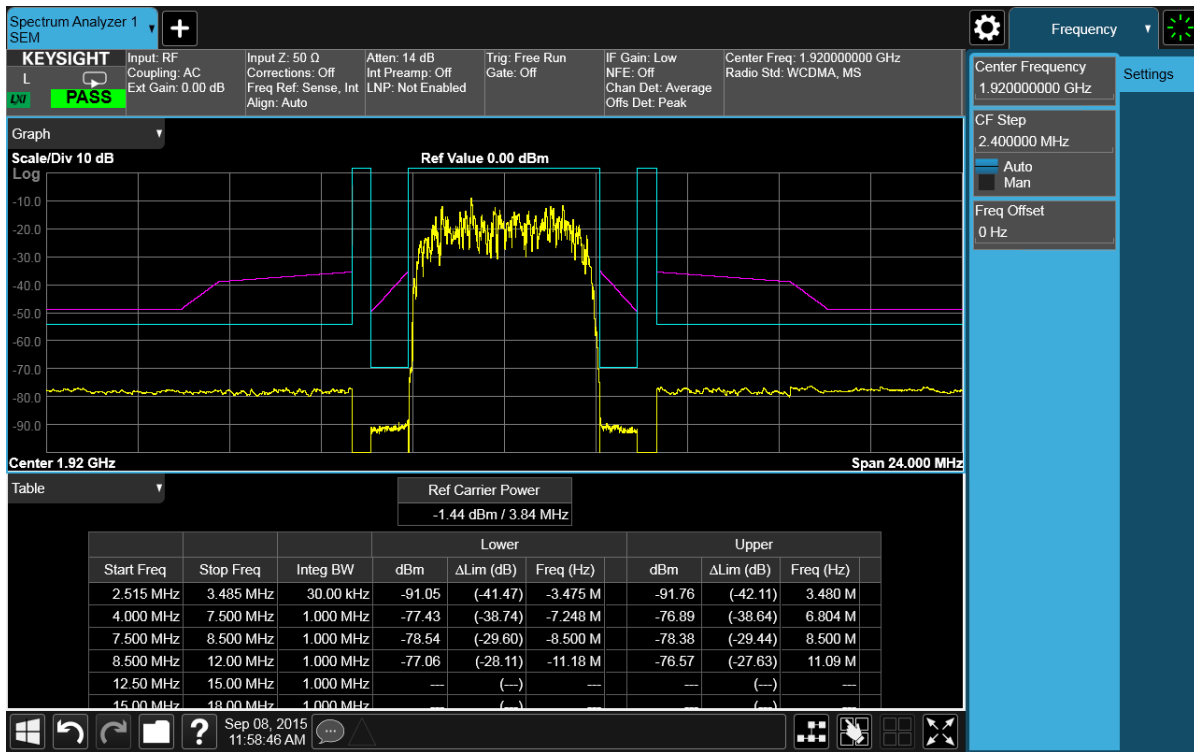 Spectrum Analyzer 1
SEM
Frequency
KEYSIGHT
L
LXI
PASS
Input: RF
Coupling: AC
Ext Gain: 0.00 dB
Input Z: 50 Ω
Corrections: Off
Freq Ref: Sense, Int
Align: Auto
Atten: 14 dB
Int Preamp: Off
LNP: Not Enabled
Trig: Free Run
Gate: Off
IF Gain: Low
NFE: Off
Chan Det: Average
Offs Det: Peak
Center Freq: 1.920000000 GHz
Radio Std: WCDMA, MS
Center Frequency
1.920000000 GHz
Settings
CF Step
2.400000 MHz
Auto
Man
Freq Offset
0 Hz
Graph
Scale/Div 10 dB
Ref Value 0.00 dBm
Log
-10.0
-20.0
-30.0
-40.0
-50.0
-60.0
-70.0
-80.0
-90.0
Center 1.92 GHz
Span 24.000 MHz
Table
Ref Carrier Power
-1.44 dBm / 3.84 MHz
Lower Upper
Start Freq Stop Freq Integ BW dBm ΔLim (dB) Freq (Hz) dBm ΔLim (dB) Freq (Hz)
2.515 MHz 3.485 MHz 30.00 kHz -91.05 (-41.47) -3.475 M -91.76 (-42.11) 3.480 M
4.000 MHz 7.500 MHz 1.000 MHz -77.43 (-38.74) -7.248 M -76.89 (-38.64) 6.804 M
7.500 MHz 8.500 MHz 1.000 MHz -78.54 (-29.60) -8.500 M -78.38 (-29.44) 8.500 M
8.500 MHz 12.00 MHz 1.000 MHz -77.06 (-28.11) -11.18 M -76.57 (-27.63) 11.09 M
12.50 MHz 15.00 MHz 1.000 MHz --- (---) --- --- (---) ---
15.00 MHz 18.00 MHz 1.000 MHz --- (---) --- --- (---) ---
?
Sep 08, 2015
11:58:46 AM